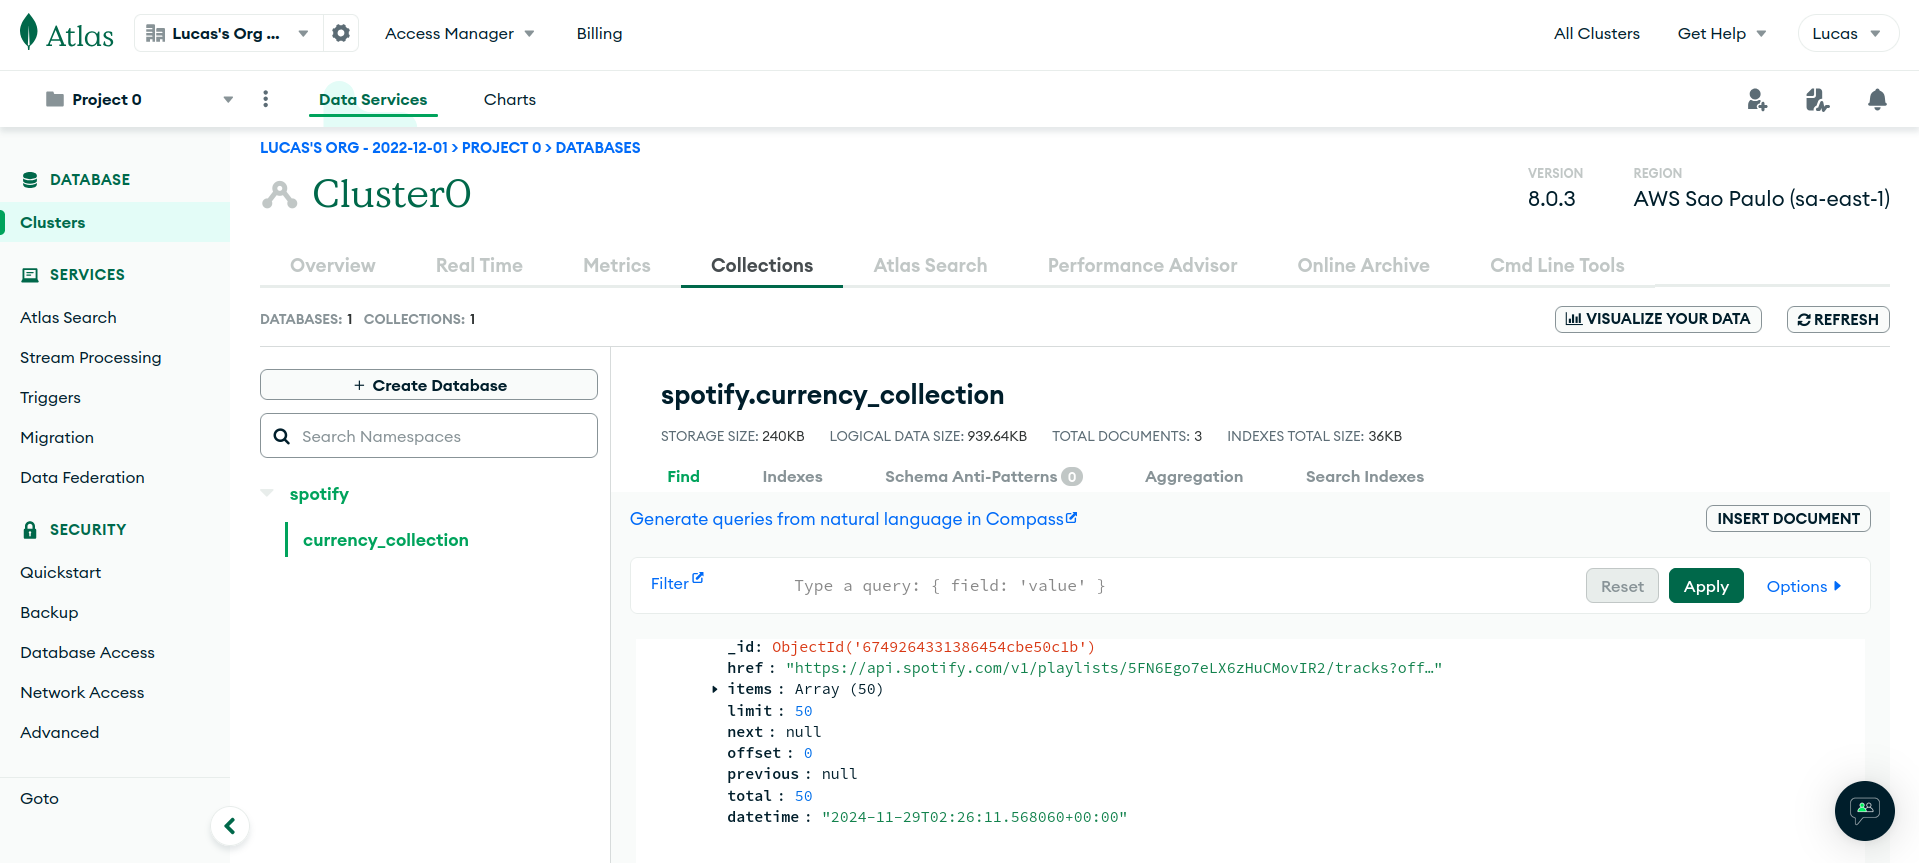 Atlas
Lucas's Org ...
Access Manager
Billing
All Clusters
Get Help
Lucas
Project 0
Data Services
Charts
LUCAS'S ORG - 2022-12-01 > PROJECT 0 > DATABASES
DATABASE
Clusters
SERVICES
Atlas Search
Stream Processing
Triggers
Migration
Data Federation
SECURITY
Quickstart
Backup
Database Access
Network Access
Advanced
Goto
Cluster0
VERSION
8.0.3
REGION
AWS Sao Paulo (sa-east-1)
Overview
Real Time
Metrics
Collections
Atlas Search
Performance Advisor
Online Archive
Cmd Line Tools
DATABASES: 1 COLLECTIONS: 1
VISUALIZE YOUR DATA
REFRESH
+ Create Database
Search Namespaces
spotify
currency_collection
spotify.currency_collection
STORAGE SIZE: 240KB LOGICAL DATA SIZE: 939.64KB TOTAL DOCUMENTS: 3 INDEXES TOTAL SIZE: 36KB
Find
Indexes
Schema Anti-Patterns 0
Aggregation
Search Indexes
Generate queries from natural language in Compass
INSERT DOCUMENT
Filter
Type a query: { field: 'value' }
Reset
Apply
Options
_id: ObjectId('6749264331386454cbe50c1b')
href : "https://api.spotify.com/v1/playlists/5FN6Ego7eLX6zHuCMovIR2/tracks?off…"
items : Array (50)
limit : 50
next : null
offset : 0
previous : null
total : 50
datetime : "2024-11-29T02:26:11.568060+00:00"